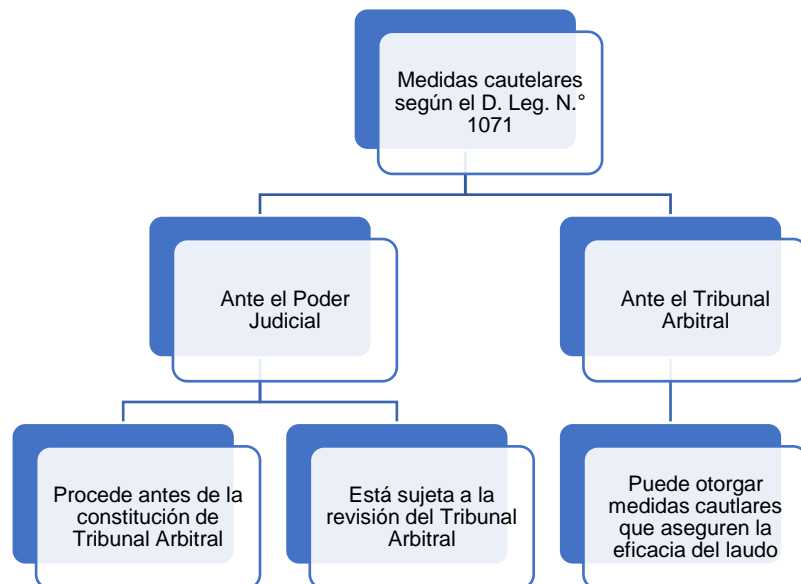 Medidas cautelares
según el D. Leg. N.°
1071
Ante el Poder
Judicial
Ante el Tribunal
Arbitral
Procede antes de la
constitución de
Tribunal Arbitral
Está sujeta a la
revisión del Tribunal
Arbitral
Puede otorgar
medidas cautlares
que aseguren la
eficacia del laudo